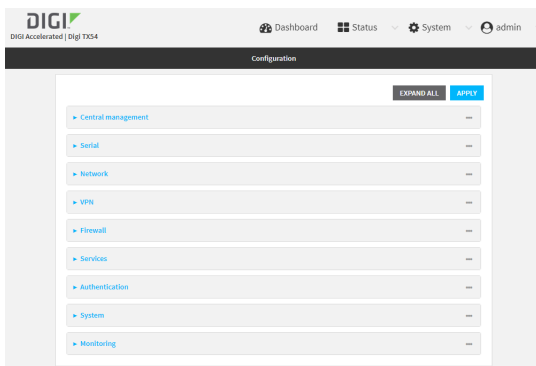 DIGI
DIGI Accelerated | Digi TX54
Dashboard Status System admin
Configuration
EXPAND ALL APPLY
Central management
Serial
Network
VPN
Firewall
Services
Authentication
System
Monitoring